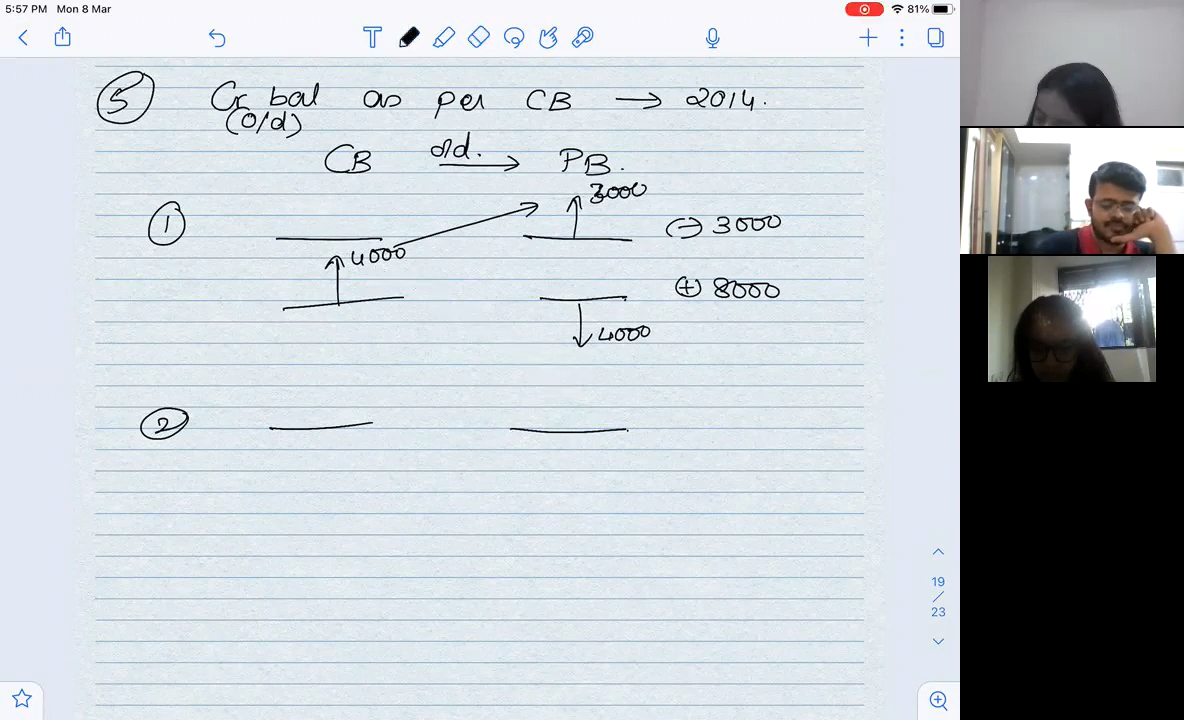 5:57 PM Mon 8 Mar 81%
T
5 Cr bal as per CB → 2014.
(O/d)
CB o/d. → PB.
3000
1 (-) 3000
4000
(+) 8000
4000
2
19
/
23